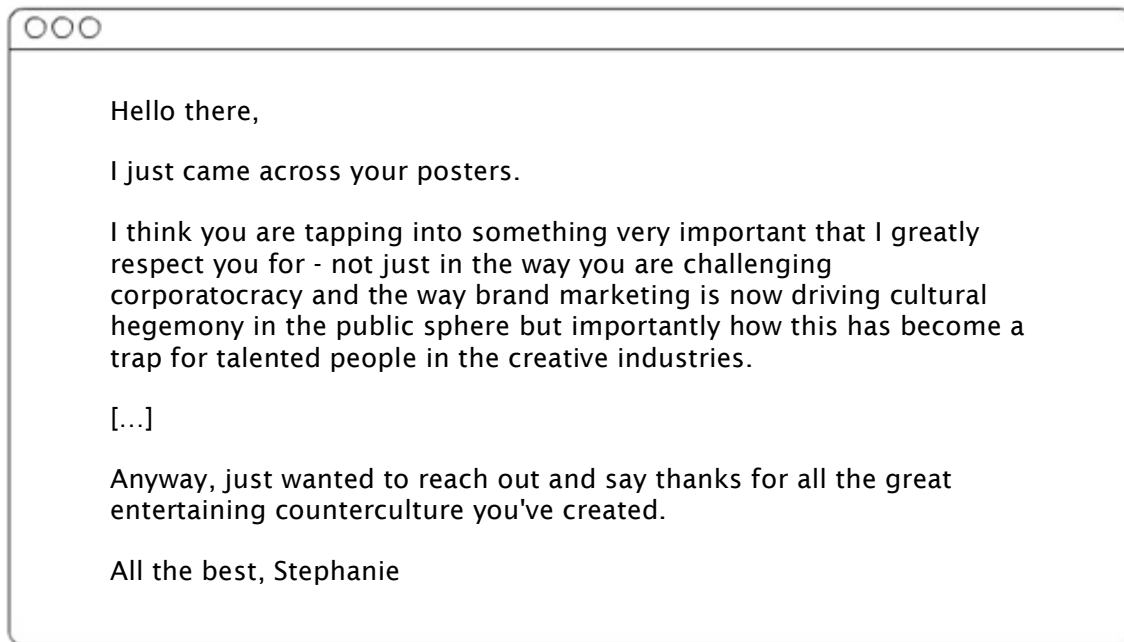 Hello there,
I just came across your posters.
I think you are tapping into something very important that I greatly
respect you for - not just in the way you are challenging
corporatocracy and the way brand marketing is now driving cultural
hegemony in the public sphere but importantly how this has become a
trap for talented people in the creative industries.
[…]
Anyway, just wanted to reach out and say thanks for all the great
entertaining counterculture you've created.
All the best, Stephanie